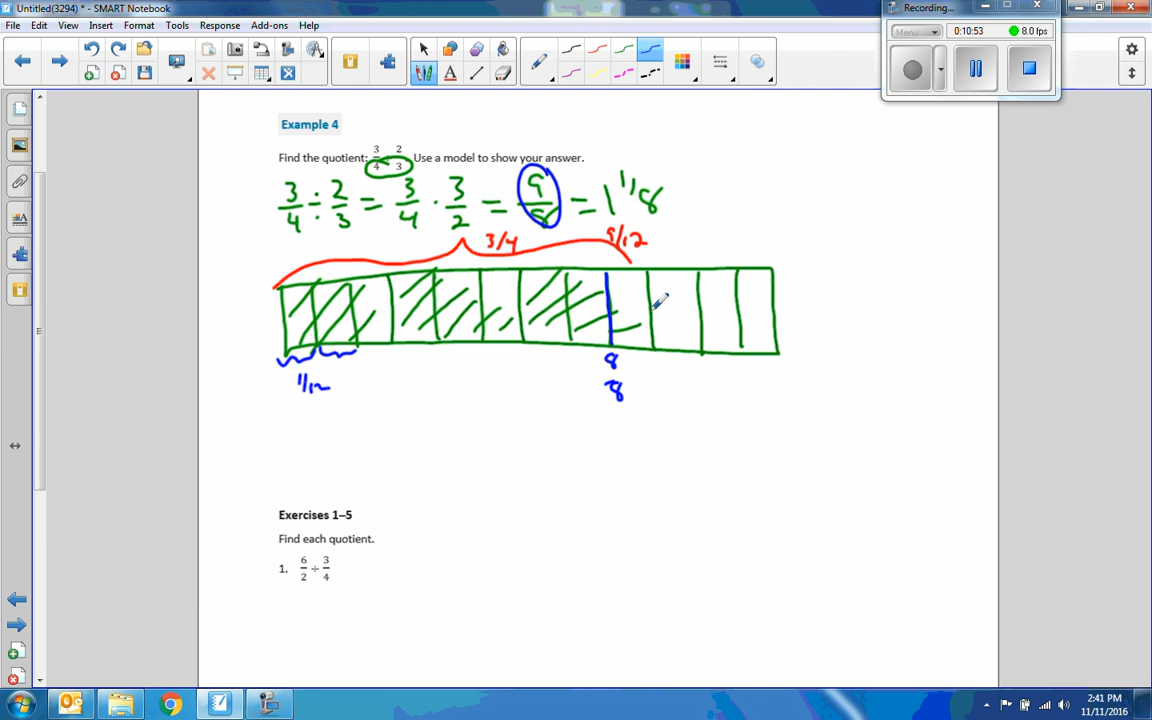 Untitled(3294) * - SMART Notebook
File Edit View Insert Format Tools Response Add-ons Help
Recording...
Menu
0:10:53
8.0 fps
Example 4
Find the quotient: 3/4 ÷ 2/3 Use a model to show your answer.
3/4 ÷ 2/3 = 3/4 · 3/2 = 9/8 = 1 1/8
3/4 9/12
8
8
1/12
Exercises 1–5
Find each quotient.
1. 6/2 ÷ 3/4
2:41 PM
11/11/2016